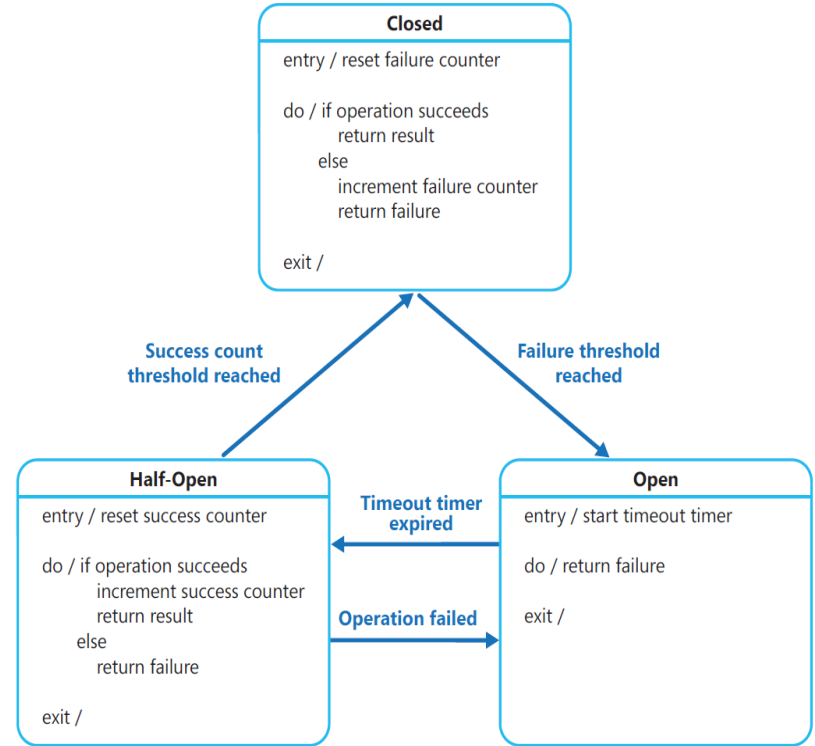 Closed
entry / reset failure counter
do / if operation succeeds
return result
else
increment failure counter
return failure
exit /
Success count
threshold reached
Failure threshold
reached
Half-Open
entry / reset success counter
do / if operation succeeds
increment success counter
return result
else
return failure
exit /
Timeout timer
expired
Operation failed
Open
entry / start timeout timer
do / return failure
exit /